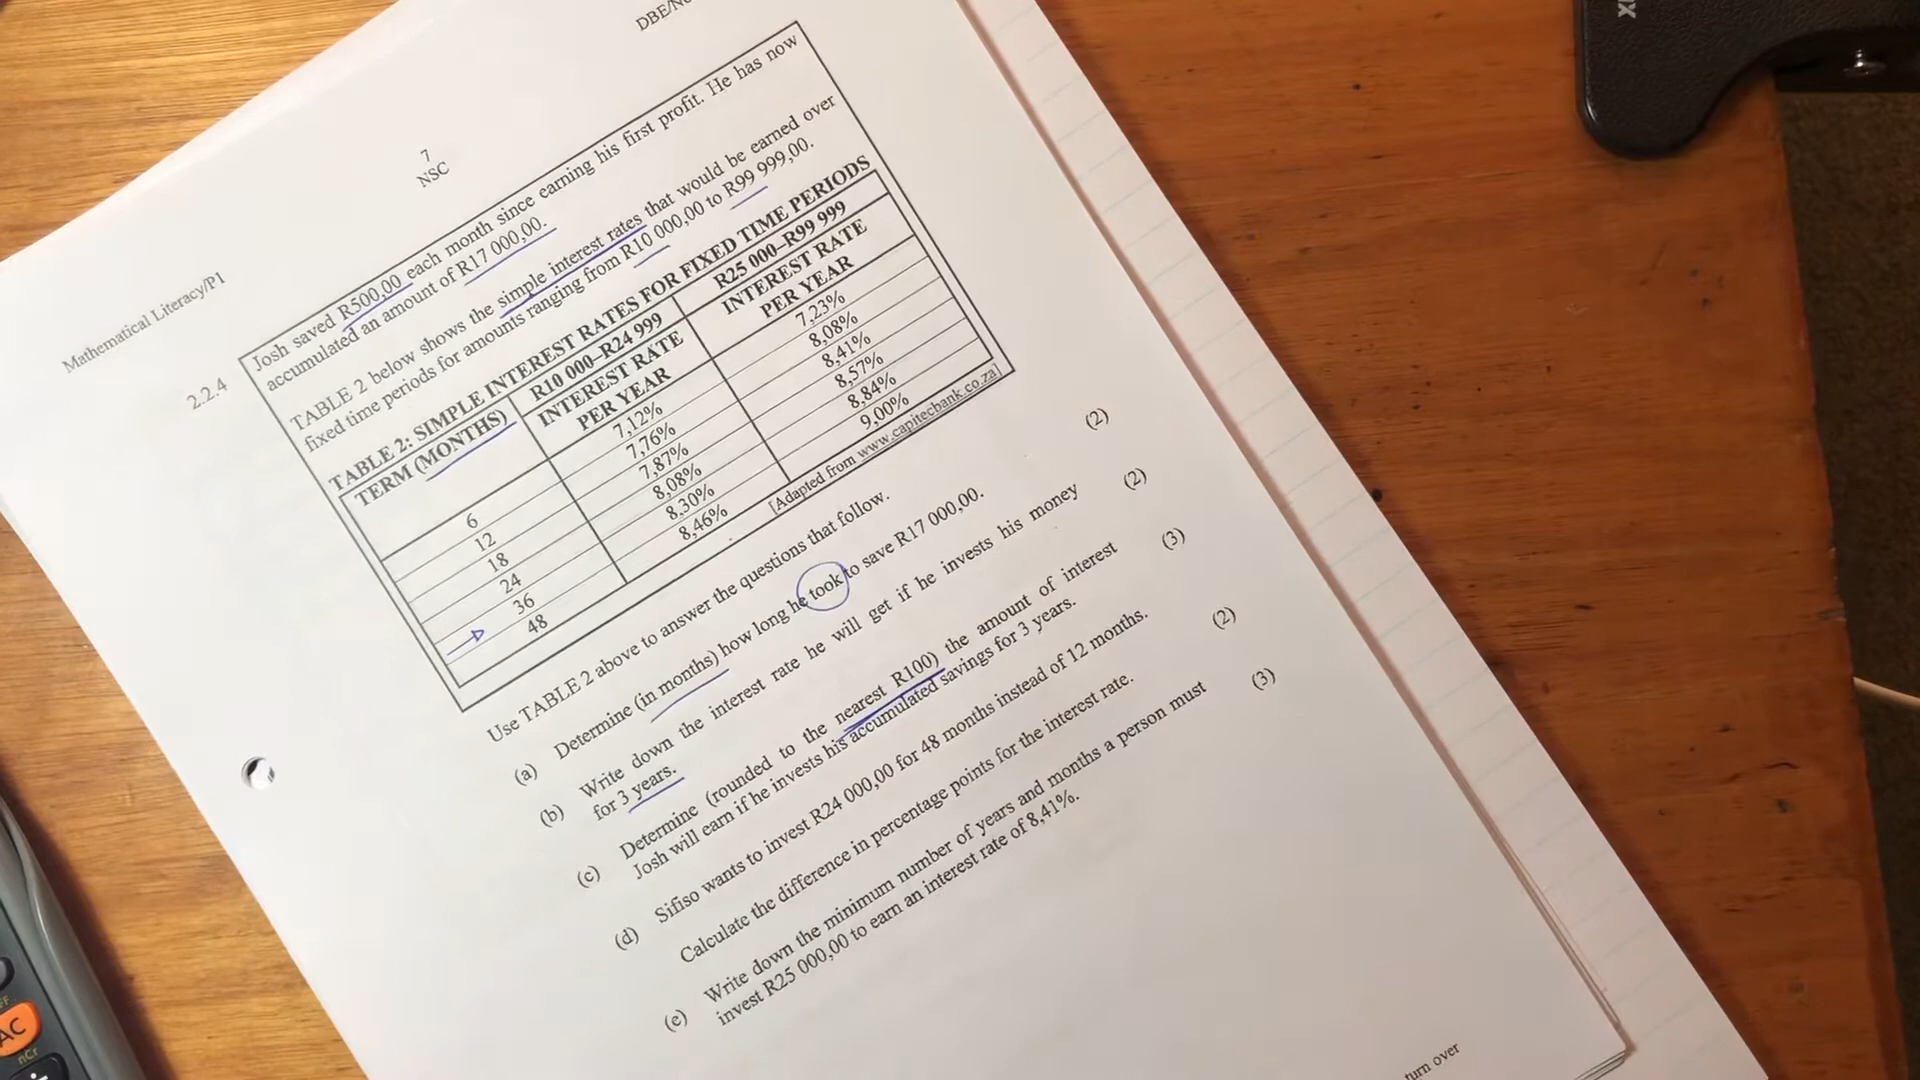 DBE/No
Mathematical Literacy/P1
7
NSC
2.2.4
Josh saved R500,00 each month since earning his first profit. He has now
accumulated an amount of R17 000,00.
TABLE 2 below shows the simple interest rates that would be earned over
fixed time periods for amounts ranging from R10 000,00 to R99 999,00.
TABLE 2: SIMPLE INTEREST RATES FOR FIXED TIME PERIODS
TERM (MONTHS) R10 000–R24 999 R25 000–R99 999
INTEREST RATE INTEREST RATE
PER YEAR PER YEAR
6 7,12% 7,23%
12 7,76% 8,08%
18 7,87% 8,41%
24 8,08% 8,57%
36 8,30% 8,84%
48 8,46% 9,00%
[Adapted from www.capitecbank.co.za]
Use TABLE 2 above to answer the questions that follow.
(a) Determine (in months) how long he took to save R17 000,00. (2)
(b) Write down the interest rate he will get if he invests his money
for 3 years. (2)
(c) Determine (rounded to the nearest R100) the amount of interest
Josh will earn if he invests his accumulated savings for 3 years. (3)
(d) Sifiso wants to invest R24 000,00 for 48 months instead of 12 months.
Calculate the difference in percentage points for the interest rate. (2)
(e) Write down the minimum number of years and months a person must
invest R25 000,00 to earn an interest rate of 8,41%. (3)
turn over
AC
nCr